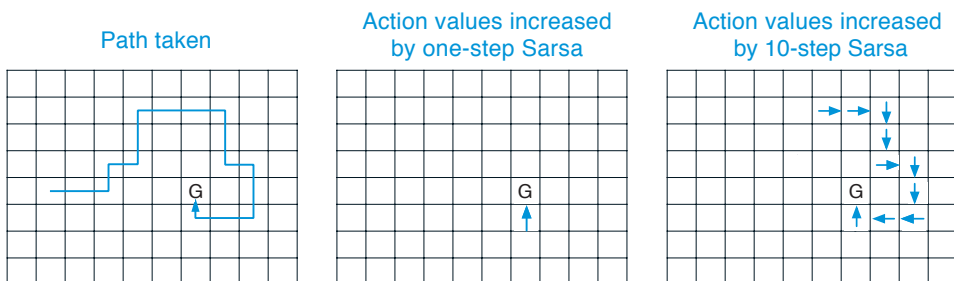 Path taken
Action values increased
by one-step Sarsa
Action values increased
by 10-step Sarsa
G
G
G